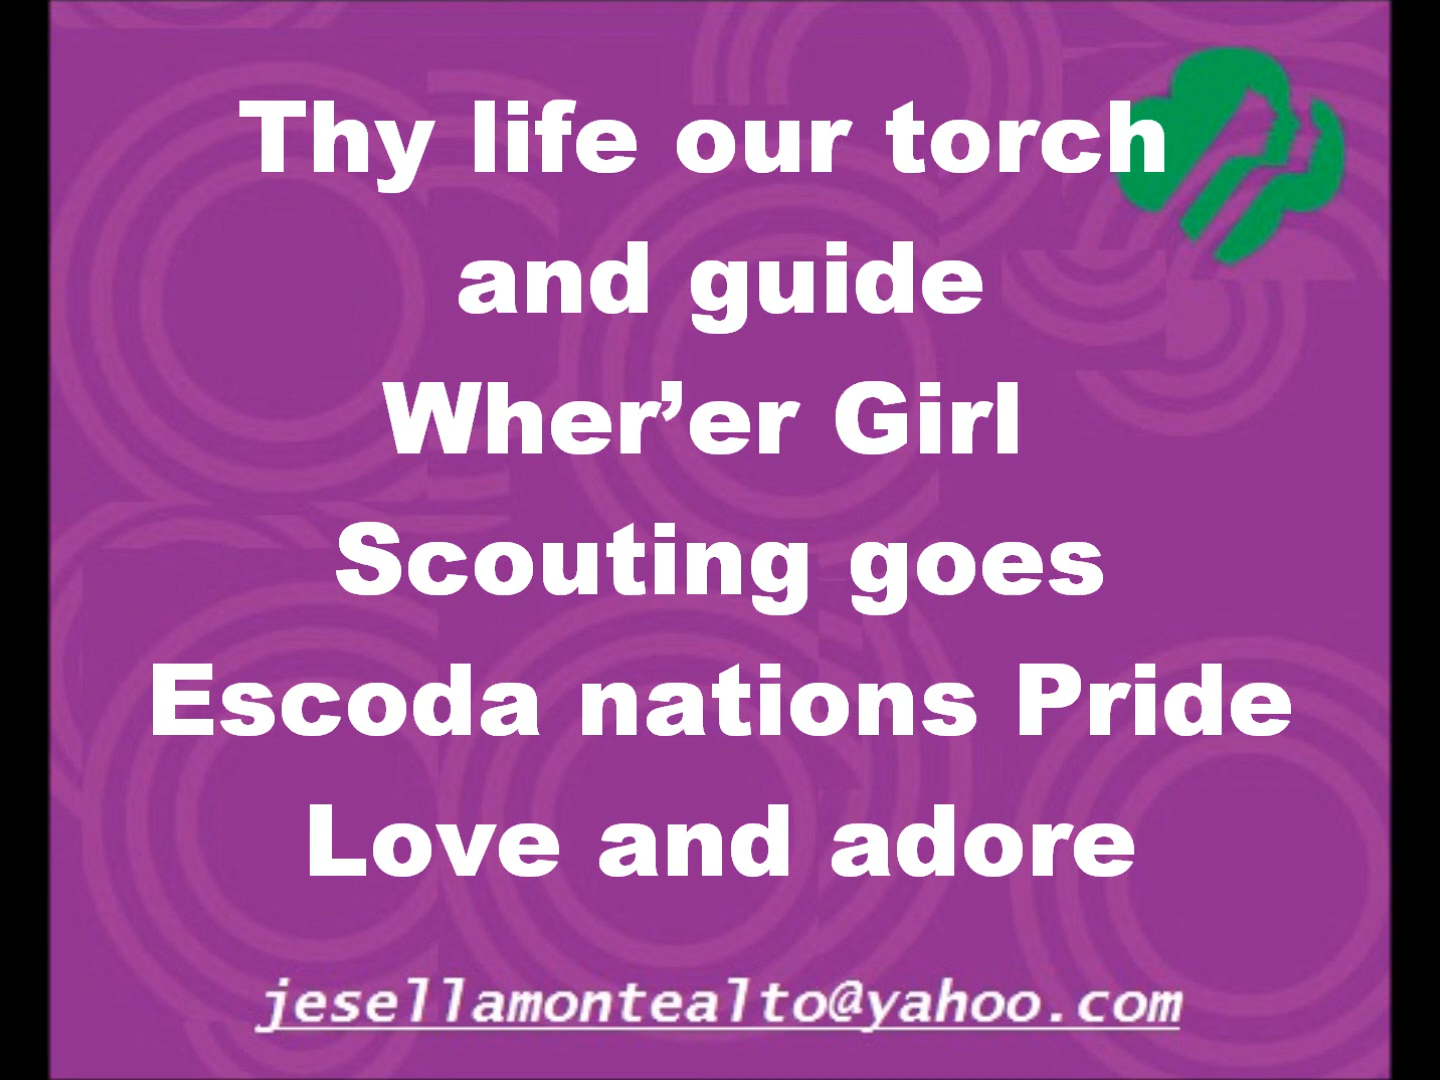 Thy life our torch
and guide
Wher’er Girl
Scouting goes
Escoda nations Pride
Love and adore
jesellamontealto@yahoo.com